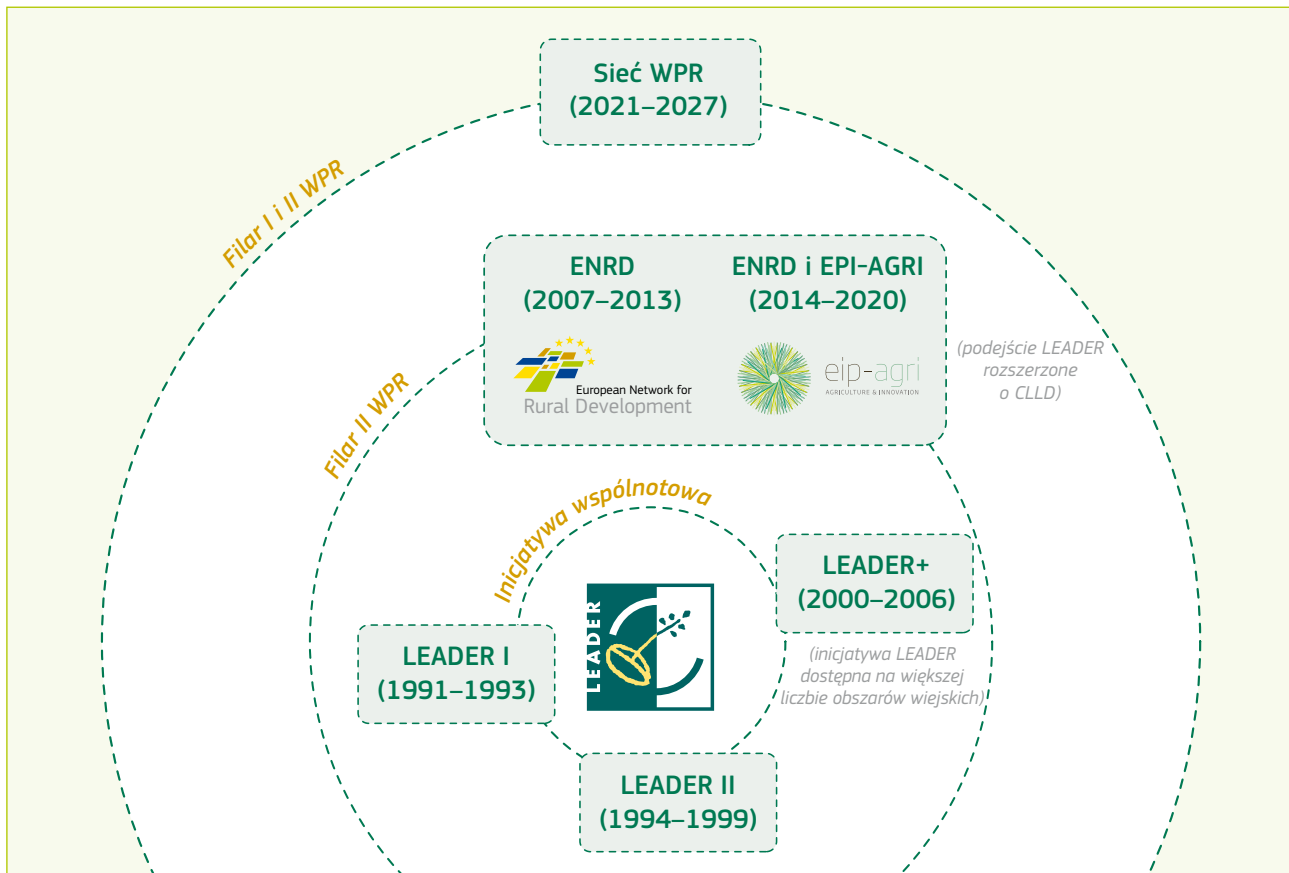 Sieć WPR
(2021–2027)
Filar I i II WPR
ENRD
(2007–2013)
European Network for
Rural Development
ENRD i EPI-AGRI
(2014–2020)
eip-agri
AGRICULTURE & INNOVATION
(podejście LEADER
rozszerzone
o CLLD)
Filar II WPR
Inicjatywa wspólnotowa
LEADER+
(2000–2006)
(inicjatywa LEADER
dostępna na większej
liczbie obszarów wiejskich)
LEADER
LEADER I
(1991–1993)
LEADER II
(1994–1999)